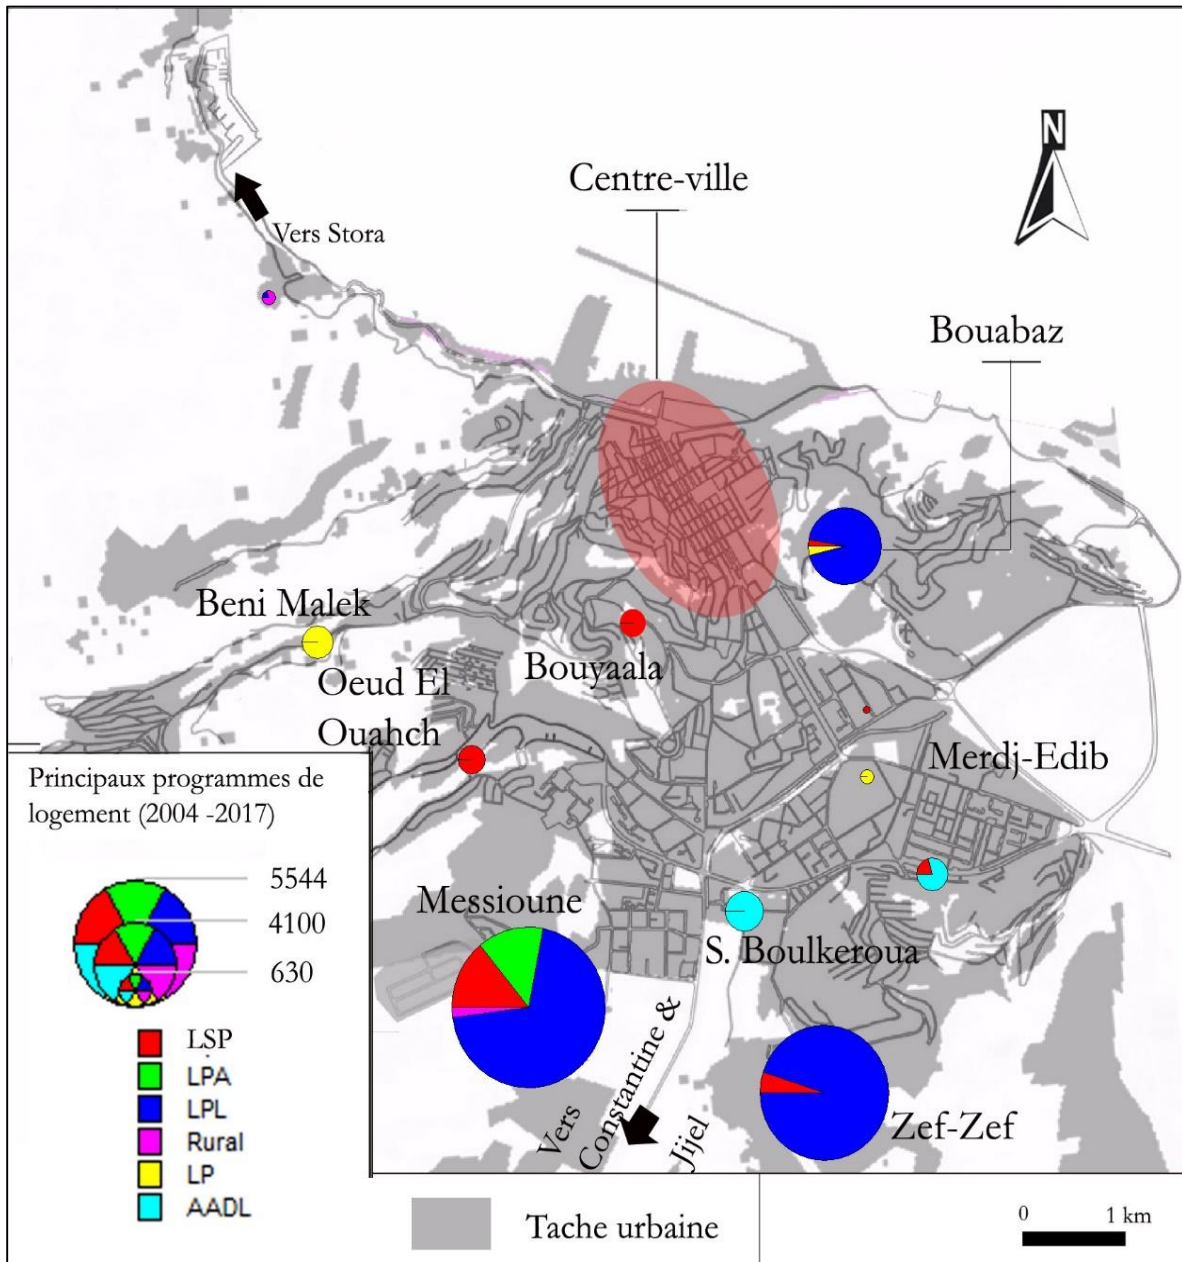 N
Centre-ville
Vers Stora
Bouabaz
Beni Malek
Oeud El
Ouahch
Bouyaala
Merdj-Edib
Messioune
S. Boulkeroua
Zef-Zef
Vers
Constantine &
Jijel
Principaux programmes de
logement (2004 -2017)
5544
4100
630
LSP
LPA
LPL
Rural
LP
AADL
Tache urbaine
0 1 km